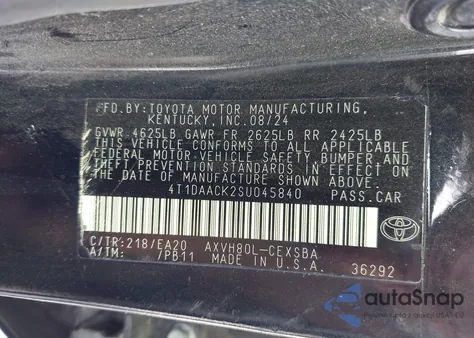 MFD.BY:TOYOTA MOTOR MANUFACTURING,
KENTUCKY, INC. 08/24
GVWR 4625LB GAWR FR 2625LB RR 2425LB
THIS VEHICLE CONFORMS TO ALL APPLICABLE
FEDERAL MOTOR VEHICLE SAFETY, BUMPER, AND
THEFT PREVENTION STANDARDS IN EFFECT ON
THE DATE OF MANUFACTURE SHOWN ABOVE.
4T1DAACK2SU045840 PASS.CAR
C/TR:218/EA20 AXVH80L-CEXSBA
A/TM: /PB11 MADE IN U.S.A. 36292
TOYOTA
autoSnap